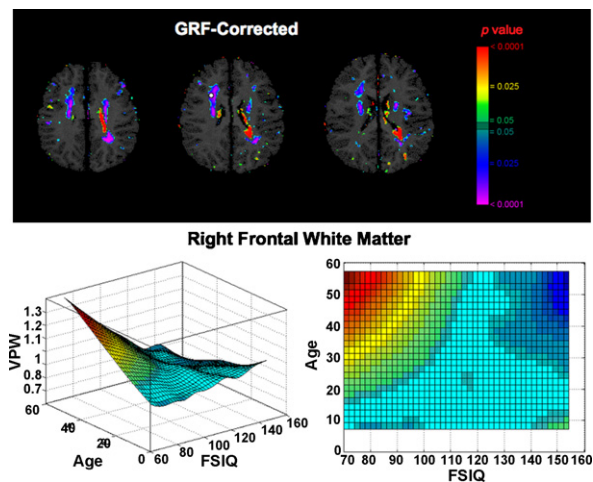 GRF-Corrected
p value
< 0.0001
= 0.025
= 0.05
= 0.05
= 0.025
< 0.0001
Right Frontal White Matter
VPW
1.3
1.2
1.1
1
0.9
0.8
0.7
60
20
0
Age
60 80 100 120 140 160
FSIQ
Age
60
50
40
30
20
10
0
70 80 90 100 110 120 130 140 150 160
FSIQ